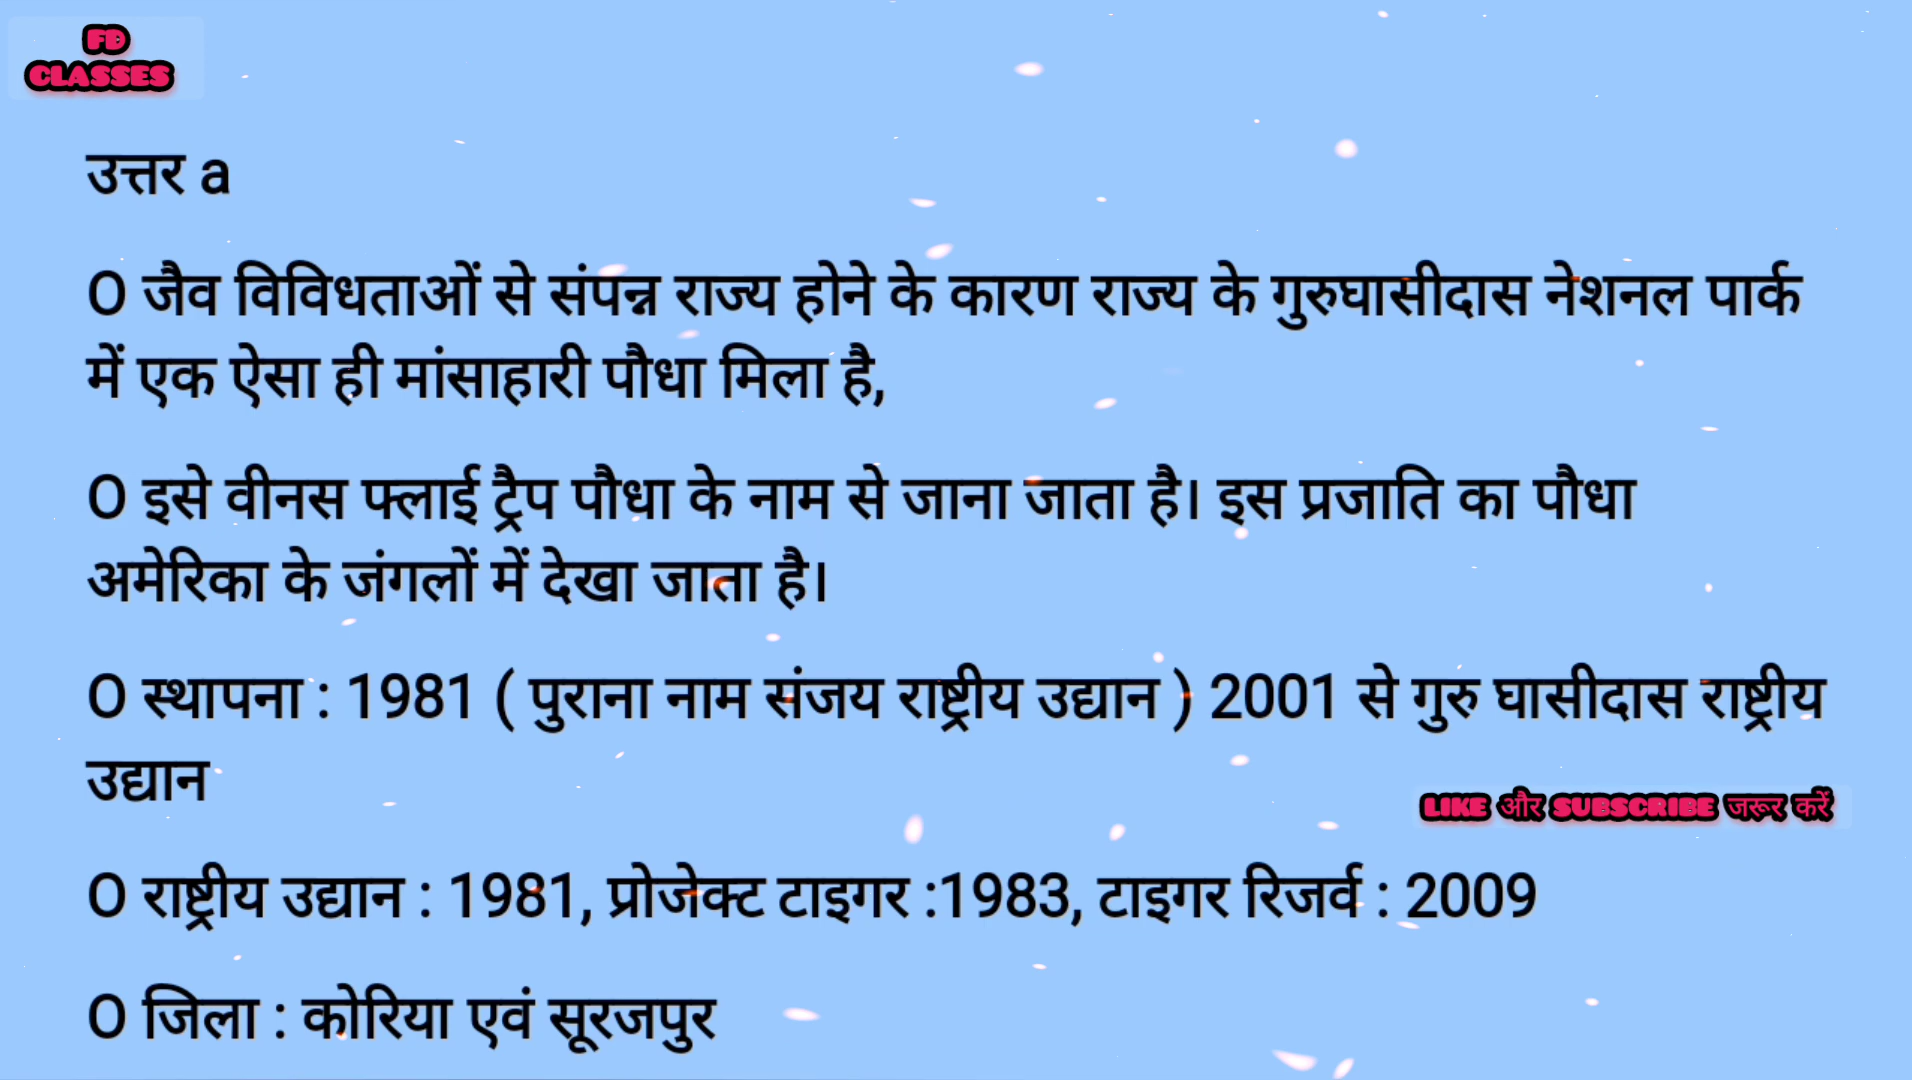 FD
CLASSES
उत्तर a
O जैव विविधताओं से संपन्न राज्य होने के कारण राज्य के गुरुघासीदास नेशनल पार्क
में एक ऐसा ही मांसाहारी पौधा मिला है,
O इसे वीनस फ्लाई ट्रैप पौधा के नाम से जाना जाता है। इस प्रजाति का पौधा
अमेरिका के जंगलों में देखा जाता है।
O स्थापना : 1981 ( पुराना नाम संजय राष्ट्रीय उद्यान ) 2001 से गुरु घासीदास राष्ट्रीय
उद्यान
LIKE और SUBSCRIBE जरूर करें
O राष्ट्रीय उद्यान : 1981, प्रोजेक्ट टाइगर :1983, टाइगर रिजर्व : 2009
O जिला : कोरिया एवं सूरजपुर